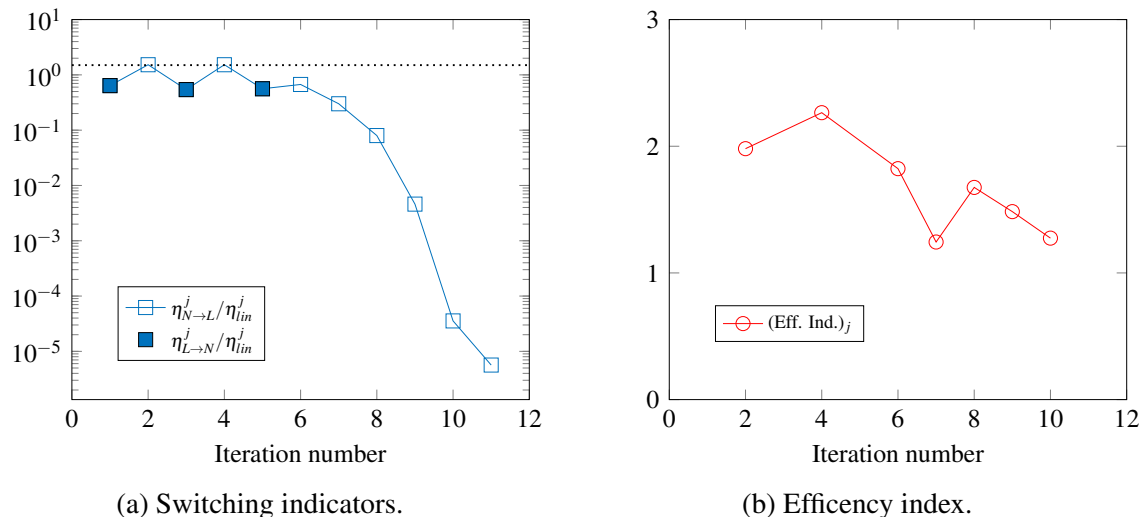 10^1
10^0
10^{-1}
10^{-2}
10^{-3}
10^{-4}
10^{-5}
0 2 4 6 8 10 12
Iteration number
η^j_{N→L}/η^j_{lin}
η^j_{L→N}/η^j_{lin}
(a) Switching indicators.
3
2
1
0
0 2 4 6 8 10 12
Iteration number
(Eff. Ind.)_j
(b) Efficency index.